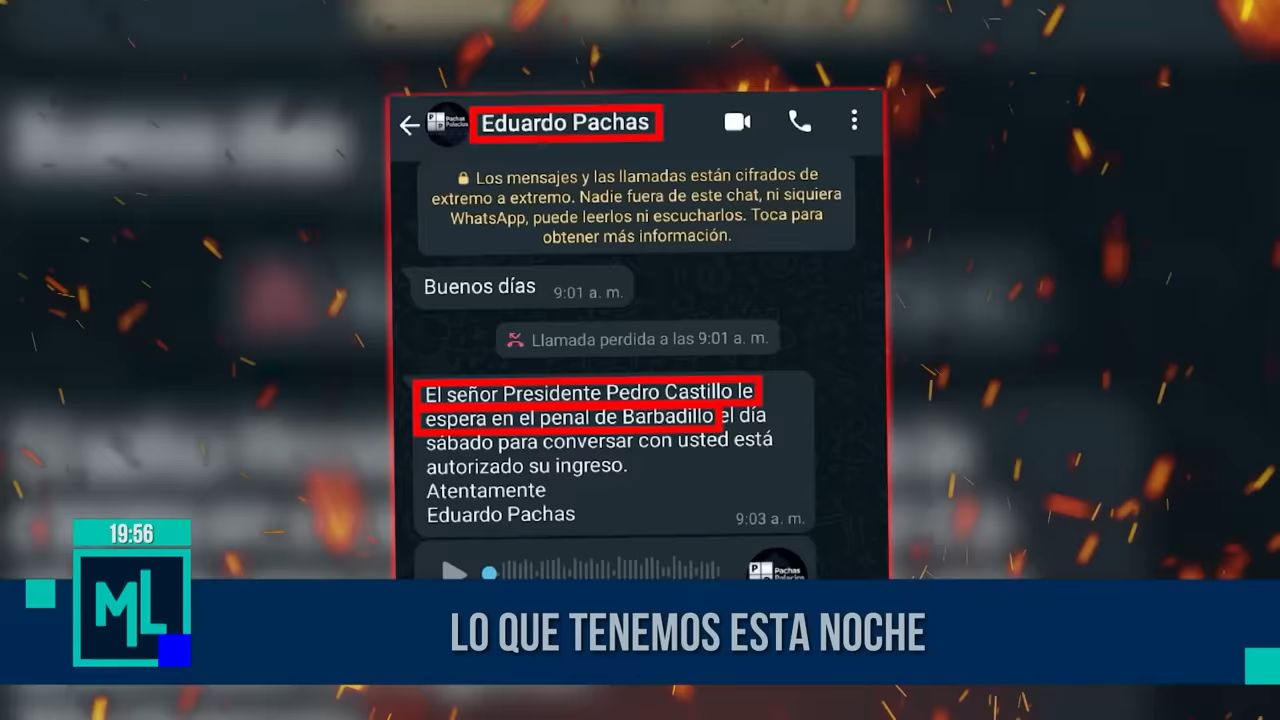 Eduardo Pachas
Los mensajes y las llamadas están cifrados de
extremo a extremo. Nadie fuera de este chat, ni siquiera
WhatsApp, puede leerlos ni escucharlos. Toca para
obtener más información.
Buenos días 9:01 a. m.
Llamada perdida a las 9:01 a. m.
El señor Presidente Pedro Castillo le
espera en el penal de Barbadillo el día
sábado para conversar con usted está
autorizado su ingreso.
Atentamente
Eduardo Pachas
9:03 a. m.
Pachas
19:56
ML
LO QUE TENEMOS ESTA NOCHE